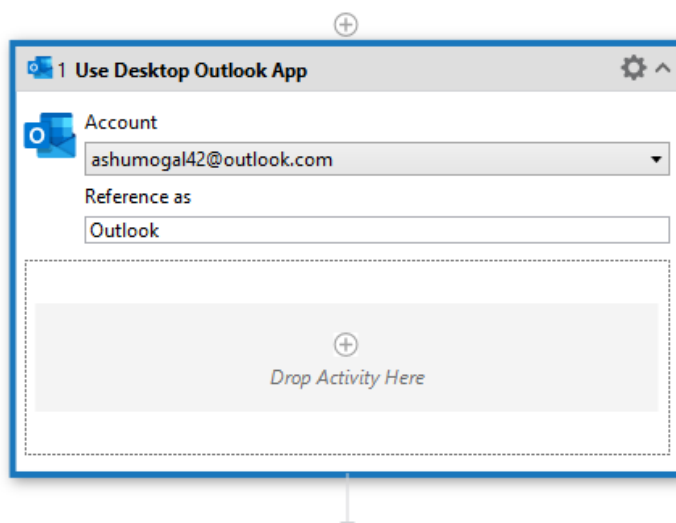 1 Use Desktop Outlook App
Account
ashumogal42@outlook.com
Reference as
Outlook
Drop Activity Here